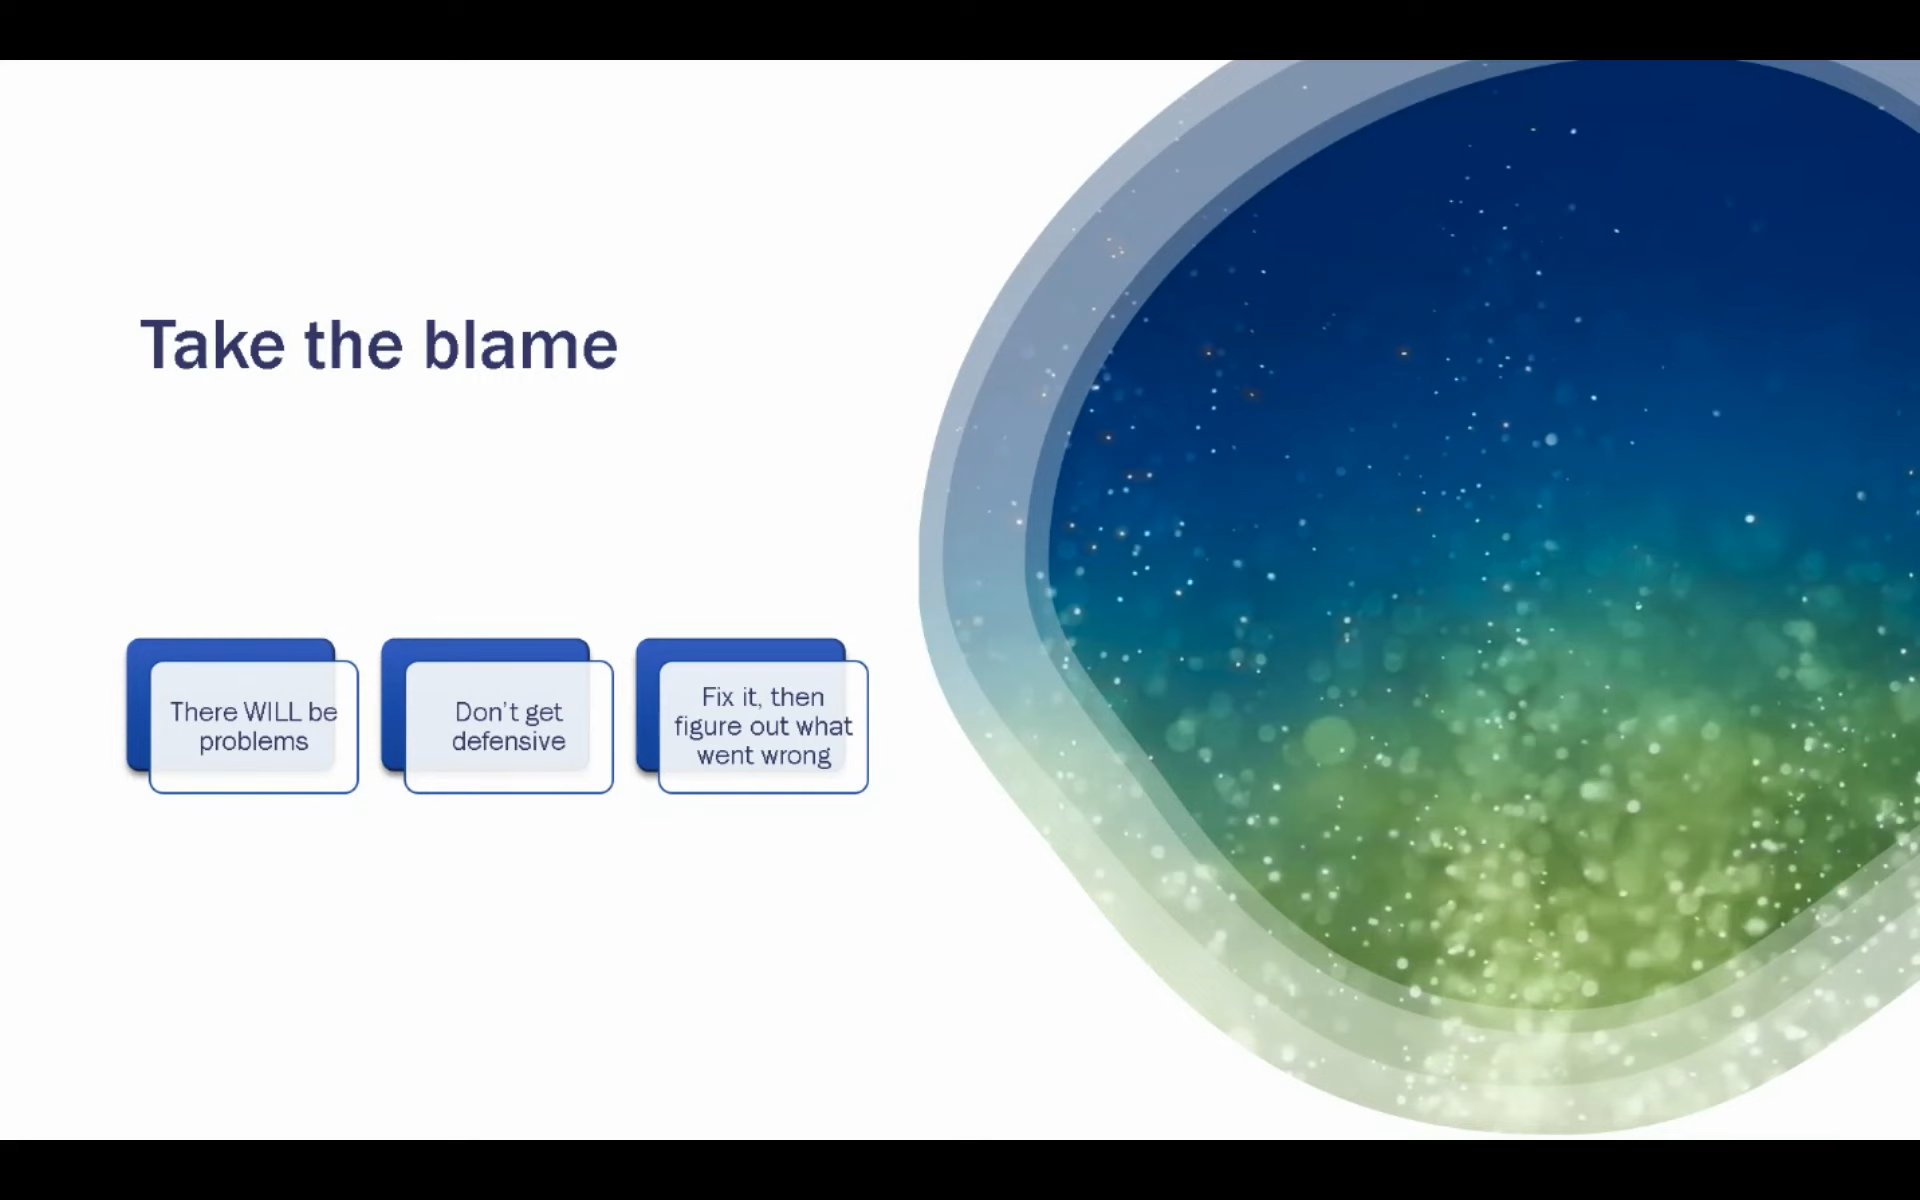 Take the blame
There WILL be
problems
Don't get
defensive
Fix it, then
figure out what
went wrong